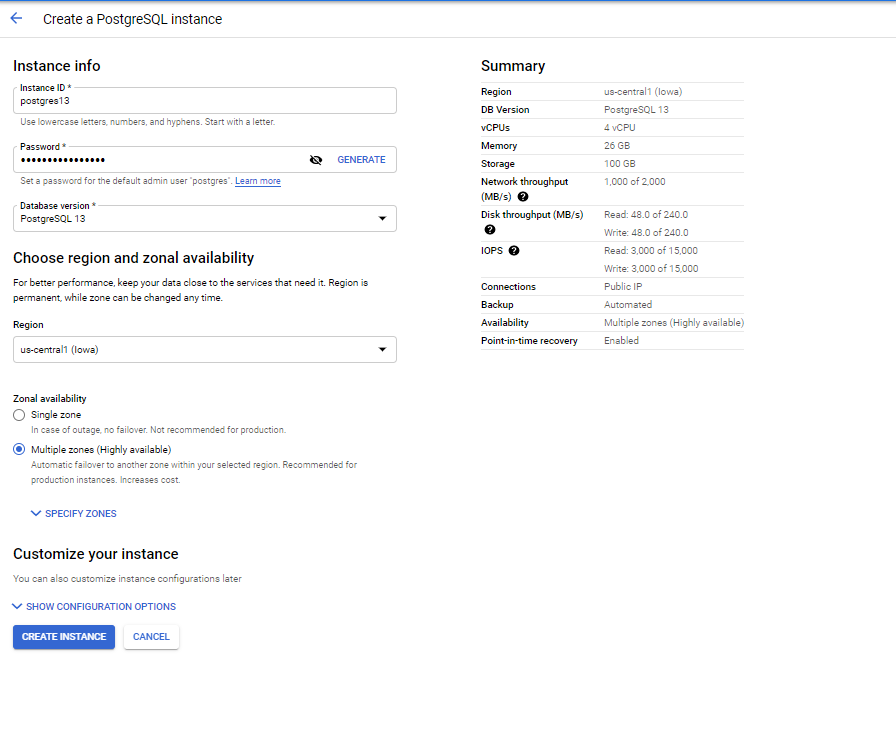 Create a PostgreSQL instance
Instance info
Instance ID *
postgres13
Use lowercase letters, numbers, and hyphens. Start with a letter.
Password *
••••••••••••••••
GENERATE
Set a password for the default admin user "postgres". Learn more
Database version *
PostgreSQL 13
Choose region and zonal availability
For better performance, keep your data close to the services that need it. Region is
permanent, while zone can be changed any time.
Region
us-central1 (Iowa)
Zonal availability
Single zone
In case of outage, no failover. Not recommended for production.
Multiple zones (Highly available)
Automatic failover to another zone within your selected region. Recommended for
production instances. Increases cost.
SPECIFY ZONES
Customize your instance
You can also customize instance configurations later
SHOW CONFIGURATION OPTIONS
CREATE INSTANCE CANCEL
Summary
Region us-central1 (Iowa)
DB Version PostgreSQL 13
vCPUs 4 vCPU
Memory 26 GB
Storage 100 GB
Network throughput 1,000 of 2,000
(MB/s) ?
Disk throughput (MB/s) Read: 48.0 of 240.0
? Write: 48.0 of 240.0
IOPS ? Read: 3,000 of 15,000
Write: 3,000 of 15,000
Connections Public IP
Backup Automated
Availability Multiple zones (Highly available)
Point-in-time recovery Enabled